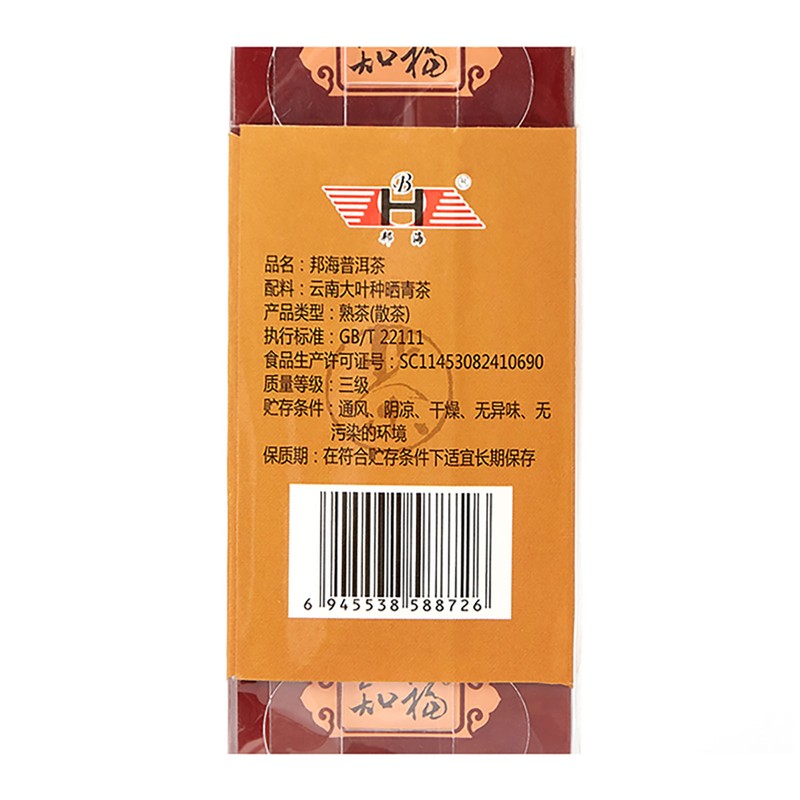 知福
B
H
邦海
品名：邦海普洱茶
配料：云南大叶种晒青茶
产品类型：熟茶(散茶)
执行标准：GB/T 22111
食品生产许可证号：SC11453082410690
质量等级：三级
贮存条件：通风、阴凉、干燥、无异味、无
污染的环境
保质期：在符合贮存条件下适宜长期保存
6 945538 588726
知福